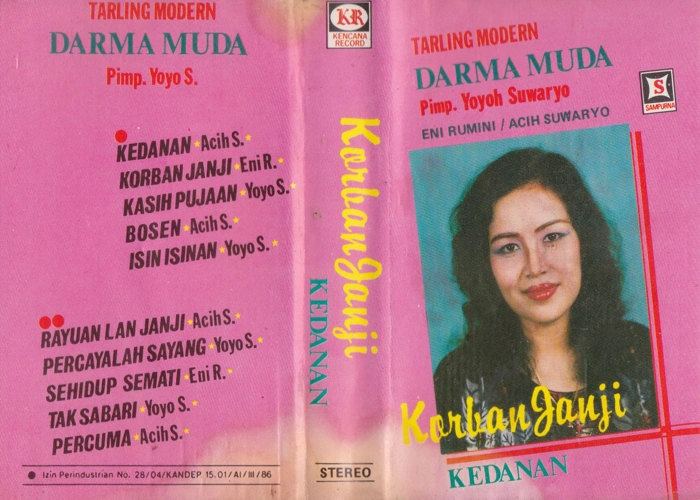 TARLING MODERN
DARMA MUDA
Pimp. Yoyo S.
KEDANAN Acih S.
KORBAN JANJI Eni R.
KASIH PUJAAN Yoyo S.
BOSEN Acih S.
ISIN ISINAN Yoyo S.
RAYUAN LAN JANJI Acih S.
PERCAYALAH SAYANG Yoyo S.
SEHIDUP SEMATI Eni R.
TAK SABARI Yoyo S.
PERCUMA Acih S.
Izin Perindustrian No. 28/04/KANDEP 15.01/AI/III/86
KR
KENCANA
RECORD
Korban Janji
KEDANAN
STEREO
TARLING MODERN
DARMA MUDA
Pimp. Yoyoh Suwaryo
ENI RUMINI / ACIH SUWARYO
S
SAMPURNA
Korban Janji
KEDANAN